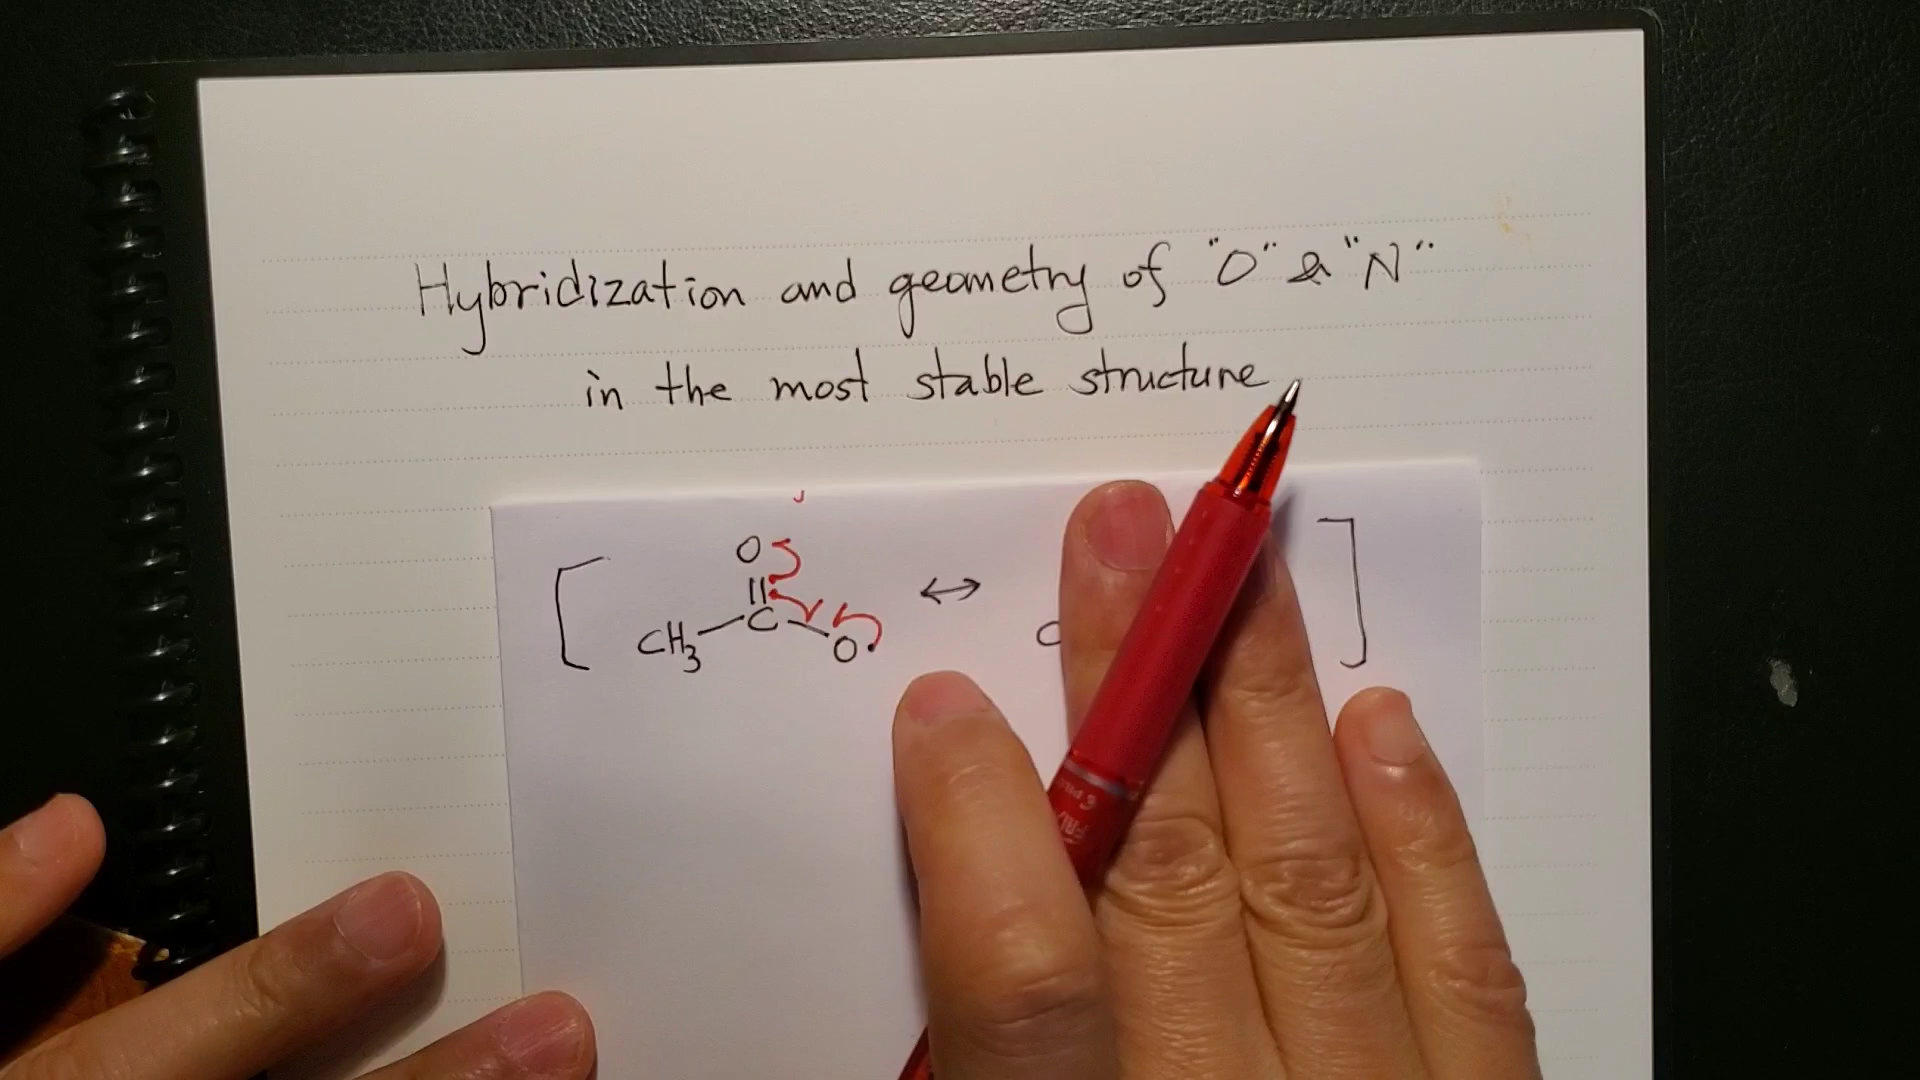 Hybridization and geometry of "O" & "N"
in the most stable structure
O
CH3 C O